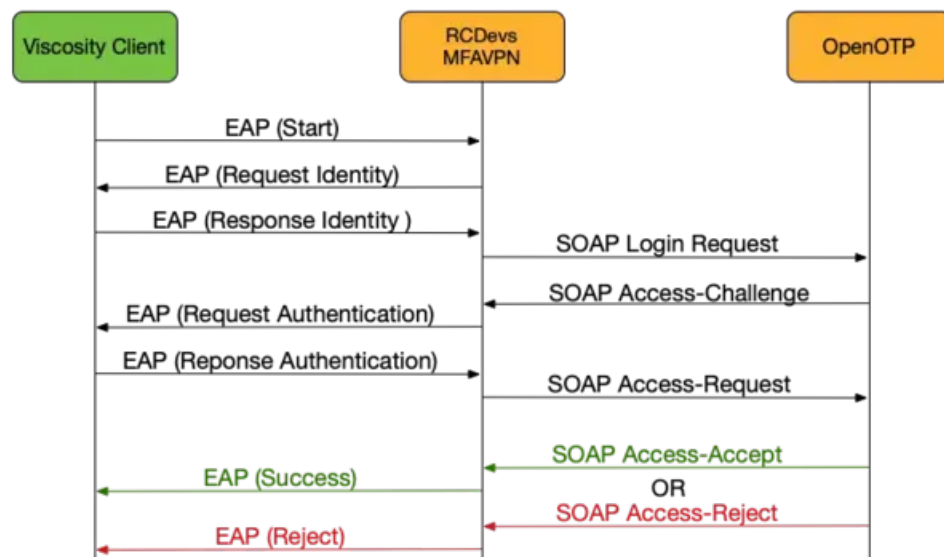 Viscosity Client
RCDevs
MFAVPN
OpenOTP
EAP (Start)
EAP (Request Identity)
EAP (Response Identity )
SOAP Login Request
SOAP Access-Challenge
EAP (Request Authentication)
EAP (Reponse Authentication)
SOAP Access-Request
SOAP Access-Accept
EAP (Success)
OR
SOAP Access-Reject
EAP (Reject)